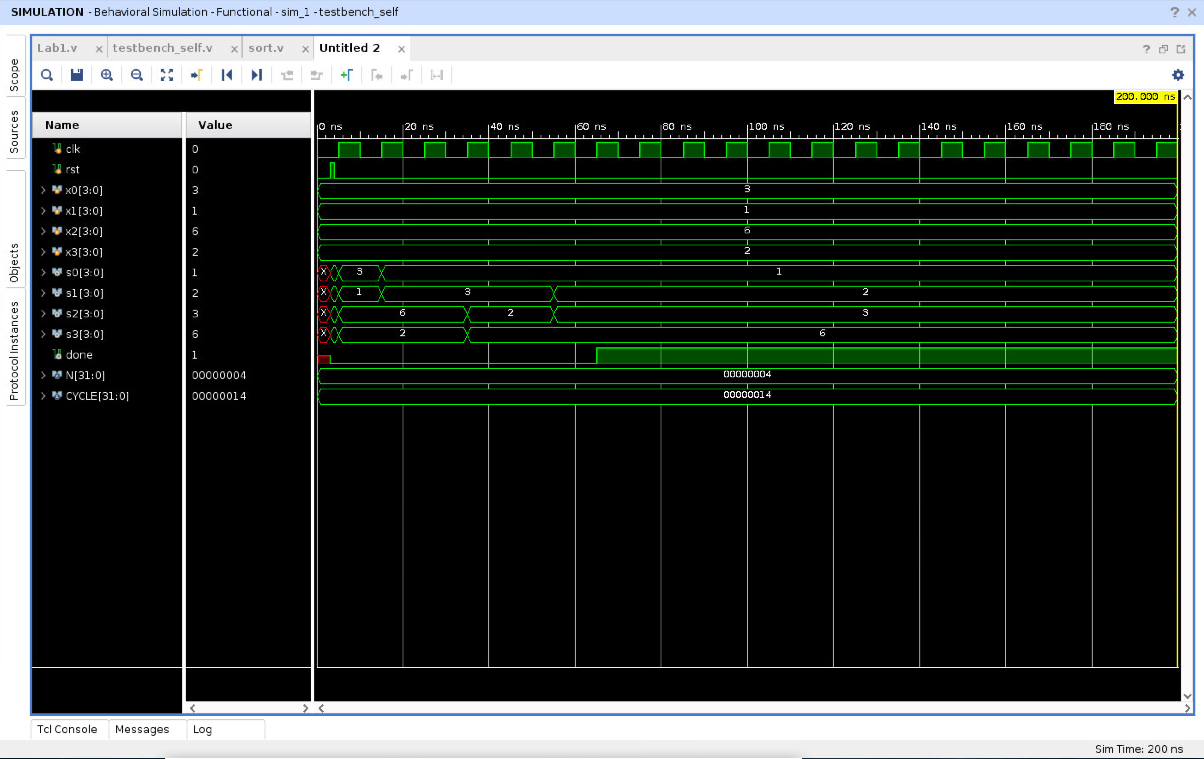 SIMULATION - Behavioral Simulation - Functional - sim_1 - testbench_self
? ×
Lab1.v × testbench_self.v × sort.v × Untitled 2 ×
?
Scope
Sources
Objects
Protocol Instances
200.000 ns
Name Value
0 ns 20 ns 40 ns 60 ns 80 ns 100 ns 120 ns 140 ns 160 ns 180 ns
clk 0
rst 0
x0[3:0] 3 3
x1[3:0] 1 1
x2[3:0] 6 6
x3[3:0] 2 2
s0[3:0] 1 X 3 1
s1[3:0] 2 X 1 3 2
s2[3:0] 3 X 6 2 3
s3[3:0] 6 X 2 6
done 1
N[31:0] 00000004 00000004
CYCLE[31:0] 00000014 00000014
Tcl Console Messages Log
Sim Time: 200 ns